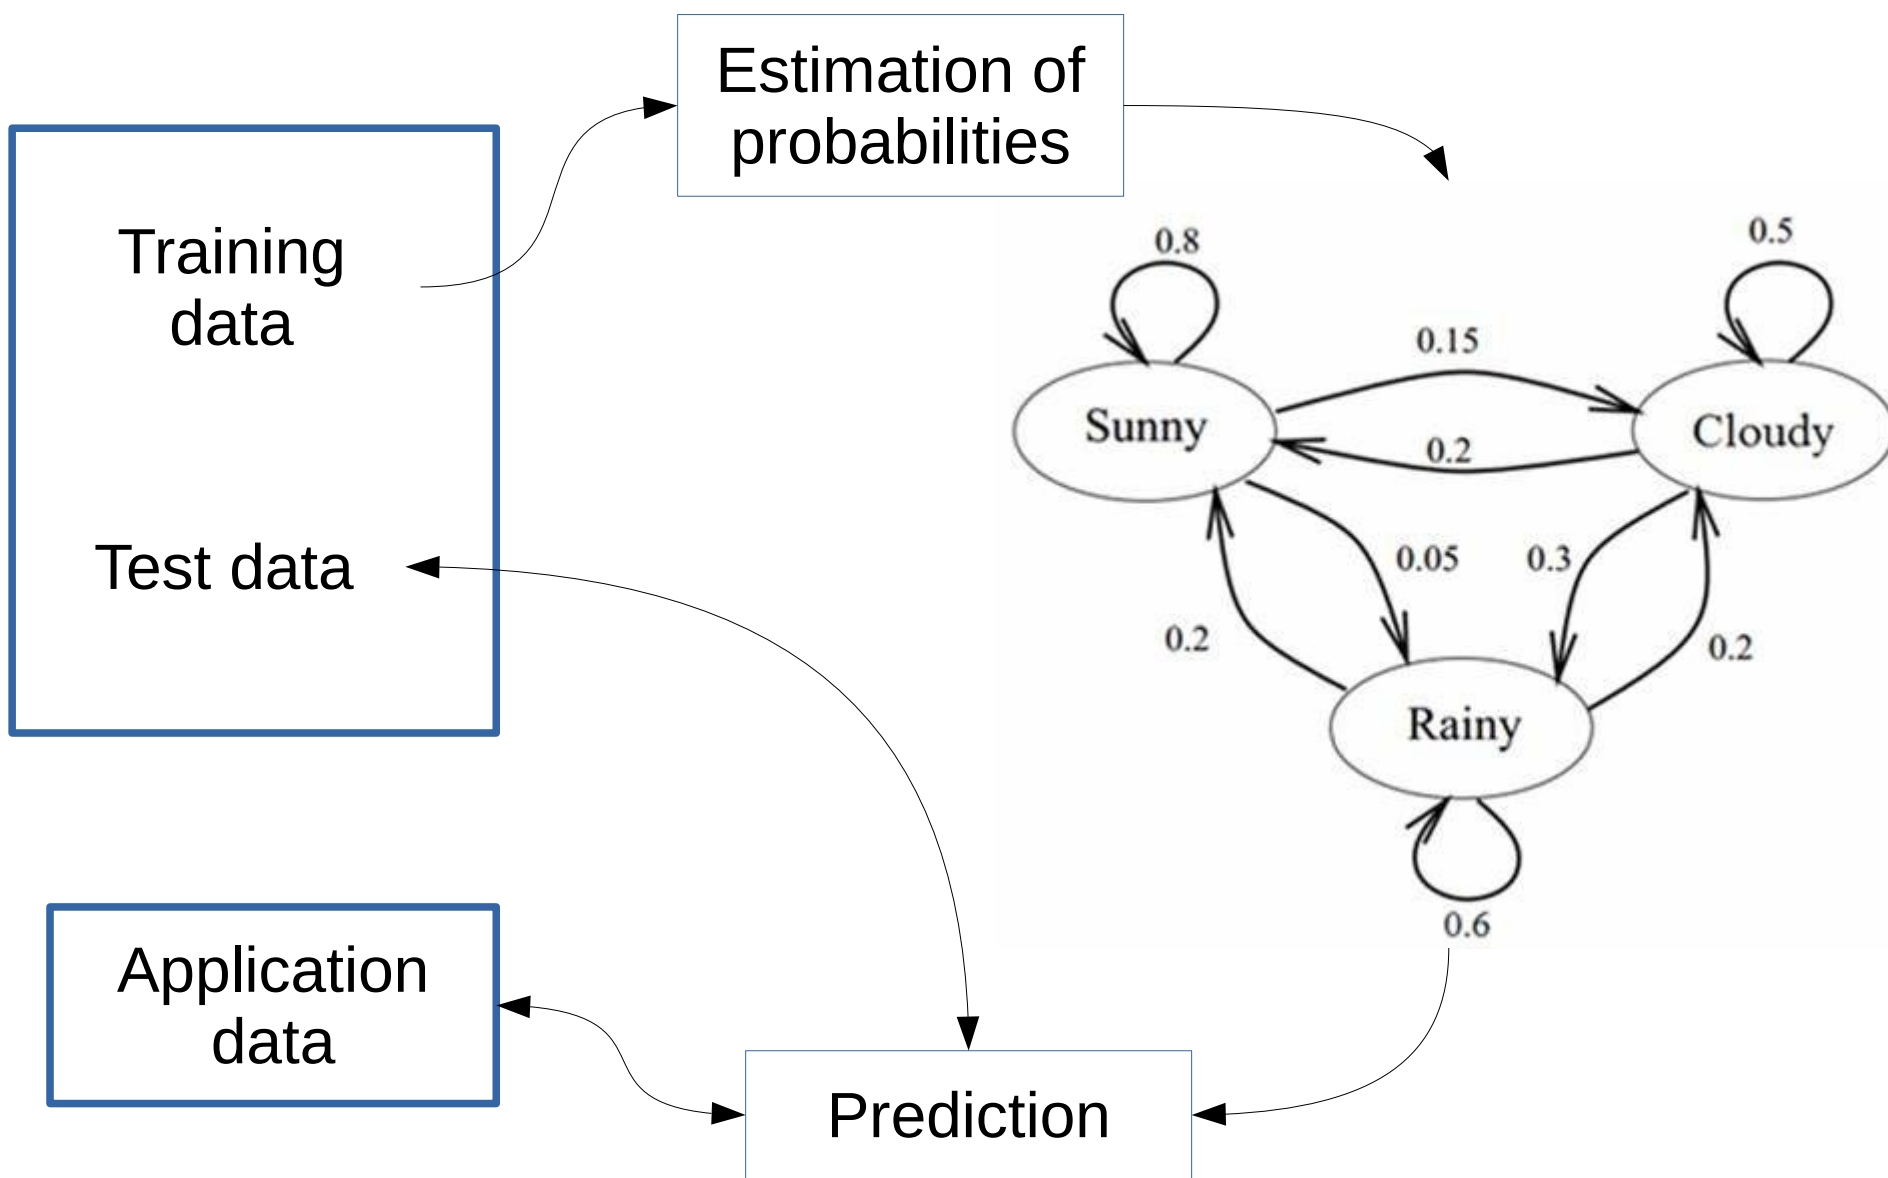 Estimation of
probabilities
Training
data
Test data
Application
data
Prediction
0.8
0.5
0.15
Sunny
0.2
Cloudy
0.05
0.3
0.2
0.2
Rainy
0.6